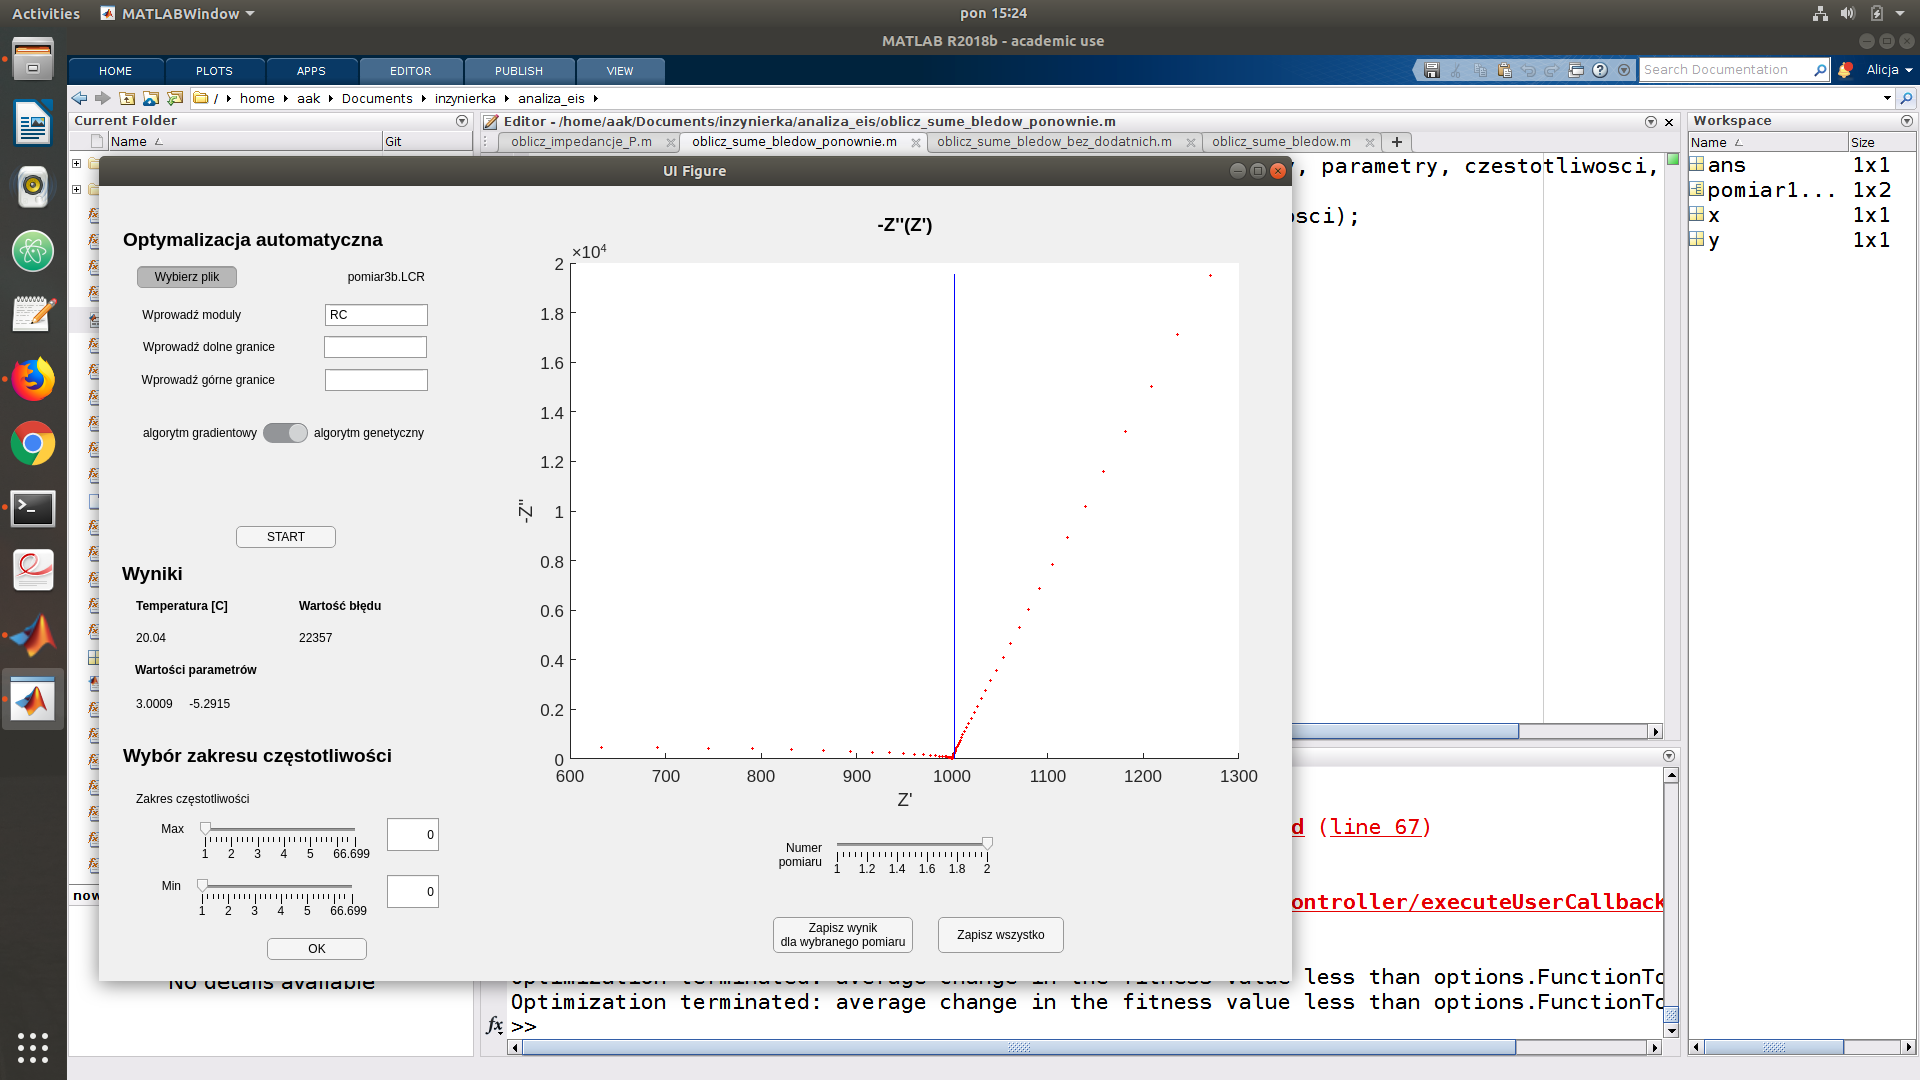 Activities
MATLABWindow
pon 15:24
MATLAB R2018b - academic use
HOME
PLOTS
APPS
EDITOR
PUBLISH
VIEW
Search Documentation
Alicja
/ home aak Documents inzynierka analiza_eis
Current Folder
Name
Git
Editor - /home/aak/Documents/inzynierka/analiza_eis/oblicz_sume_bledow_ponownie.m
oblicz_impedancje_P.m
oblicz_sume_bledow_ponownie.m
oblicz_sume_bledow_bez_dodatnich.m
oblicz_sume_bledow.m
Workspace
Name
Size
ans 1x1
pomiar1... 1x2
x 1x1
y 1x1
, parametry, czestotliwosci,
osci);
UI Figure
Optymalizacja automatyczna
Wybierz plik
pomiar3b.LCR
Wprowadź moduly
RC
Wprowadź dolne granice
Wprowadź górne granice
algorytm gradientowy
algorytm genetyczny
START
Wyniki
Temperatura [C]
Wartość błędu
20.04
22357
Wartości parametrów
3.0009 -5.2915
Wybór zakresu częstotliwości
Zakres częstotliwości
Max
1 2 3 4 5 66.699
0
Min
1 2 3 4 5 66.699
0
OK
-Z''(Z')
×10^4
2
1.8
1.6
1.4
1.2
1
0.8
0.6
0.4
0.2
0
-Z''
600 700 800 900 1000 1100 1200 1300
Z'
Numer
pomiaru
1 1.2 1.4 1.6 1.8 2
Zapisz wynik
dla wybranego pomiaru
Zapisz wszystko
d (line 67)
ontroller/executeUserCallback
now
No details available
Optimization terminated: average change in the fitness value less than options.FunctionTo
Optimization terminated: average change in the fitness value less than options.FunctionTo
fx >>